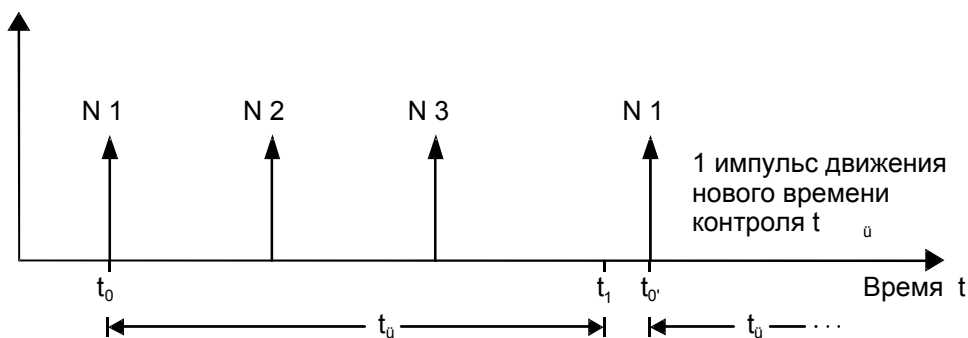 N 1 N 2 N 3 N 1
1 импульс движения
нового времени
контроля t ü
t0 t1 t0' Время t
tü tü ···